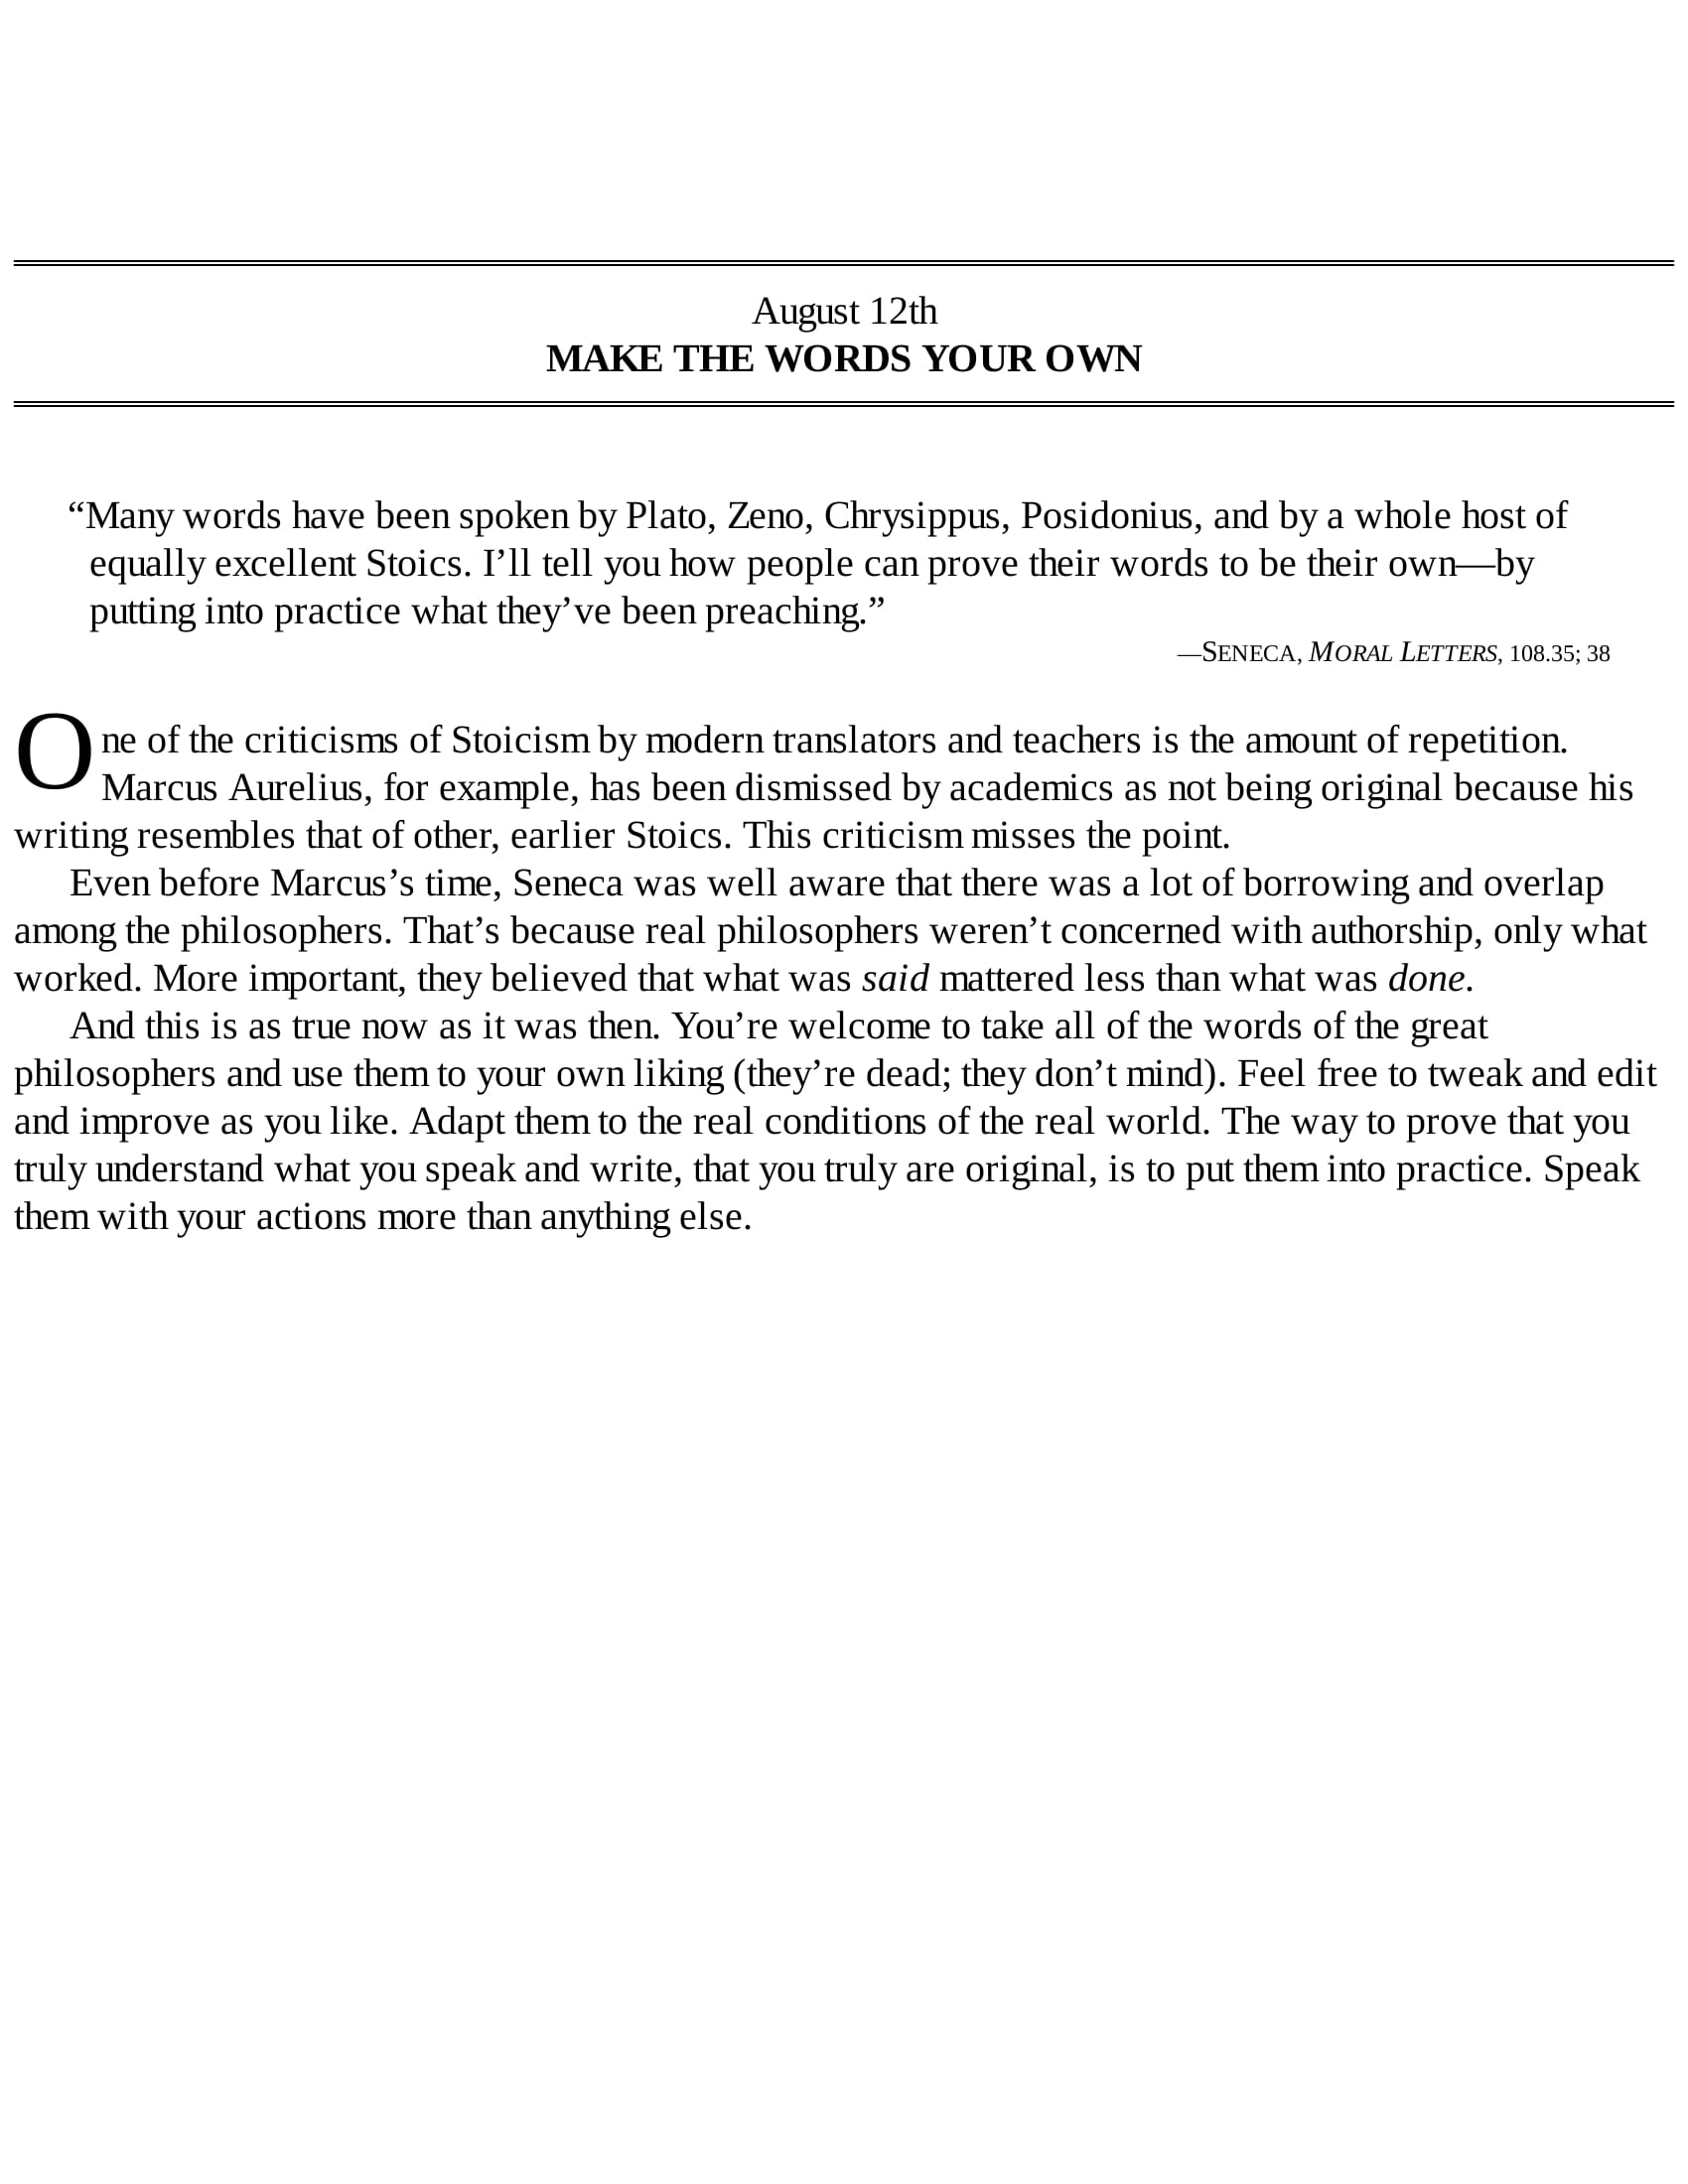 August 12th
MAKE THE WORDS YOUR OWN
“Many words have been spoken by Plato, Zeno, Chrysippus, Posidonius, and by a whole host of
equally excellent Stoics. I’ll tell you how people can prove their words to be their own—by
putting into practice what they’ve been preaching.”
—SENECA, MORAL LETTERS, 108.35; 38
One of the criticisms of Stoicism by modern translators and teachers is the amount of repetition.
Marcus Aurelius, for example, has been dismissed by academics as not being original because his
writing resembles that of other, earlier Stoics. This criticism misses the point.
Even before Marcus’s time, Seneca was well aware that there was a lot of borrowing and overlap
among the philosophers. That’s because real philosophers weren’t concerned with authorship, only what
worked. More important, they believed that what was said mattered less than what was done.
And this is as true now as it was then. You’re welcome to take all of the words of the great
philosophers and use them to your own liking (they’re dead; they don’t mind). Feel free to tweak and edit
and improve as you like. Adapt them to the real conditions of the real world. The way to prove that you
truly understand what you speak and write, that you truly are original, is to put them into practice. Speak
them with your actions more than anything else.